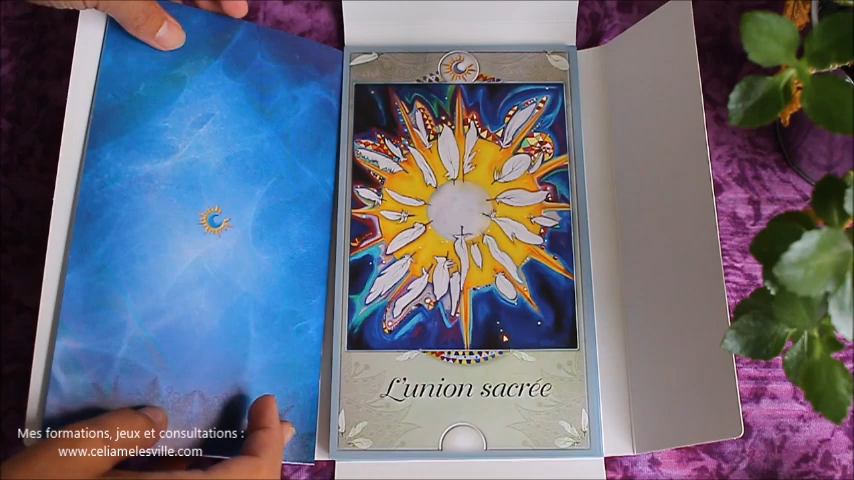 L'union sacrée
Mes formations, jeux et consultations :
www.celiamelesville.com